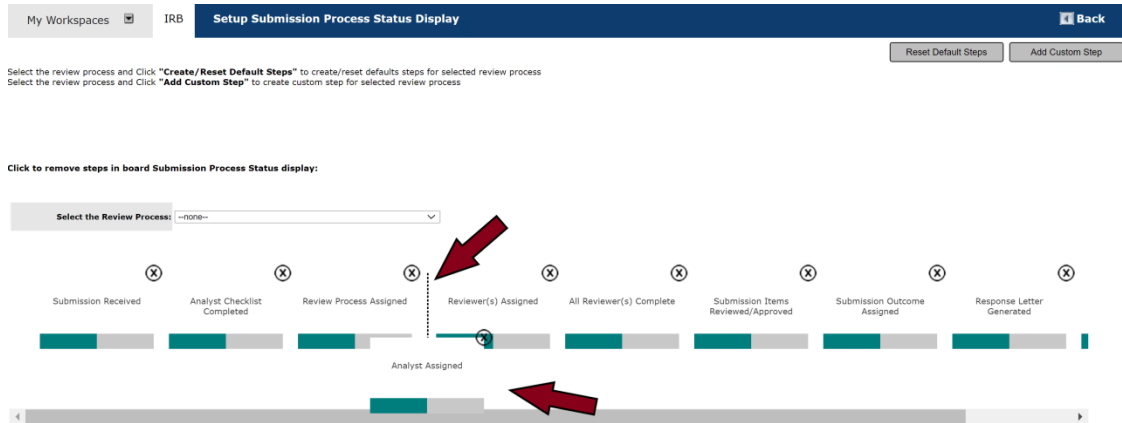 My Workspaces
IRB
Setup Submission Process Status Display
Back
Reset Default Steps
Add Custom Step
Select the review process and Click "Create/Reset Default Steps" to create/reset defaults steps for selected review process
Select the review process and Click "Add Custom Step" to create custom step for selected review process
Click to remove steps in board Submission Process Status display:
Select the Review Process:
--none--
Submission Received
Analyst Checklist
Completed
Review Process Assigned
Reviewer(s) Assigned
All Reviewer(s) Complete
Submission Items
Reviewed/Approved
Submission Outcome
Assigned
Response Letter
Generated
Analyst Assigned